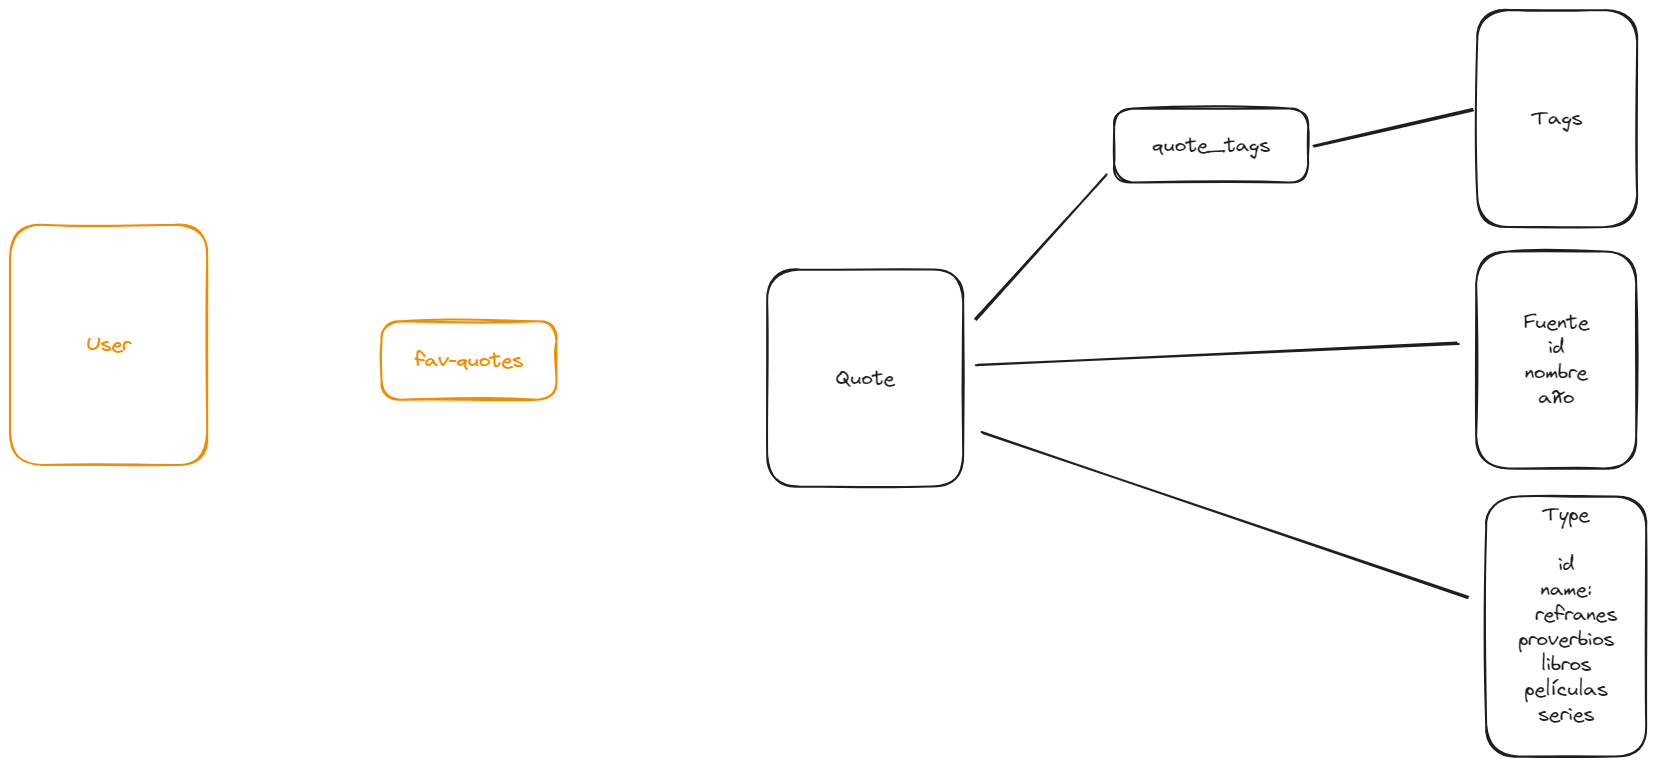 User
fav-quotes
Quote
quote_tags
Tags
Fuente
id
nombre
año
Type
id
name:
refranes
proverbios
libros
películas
series